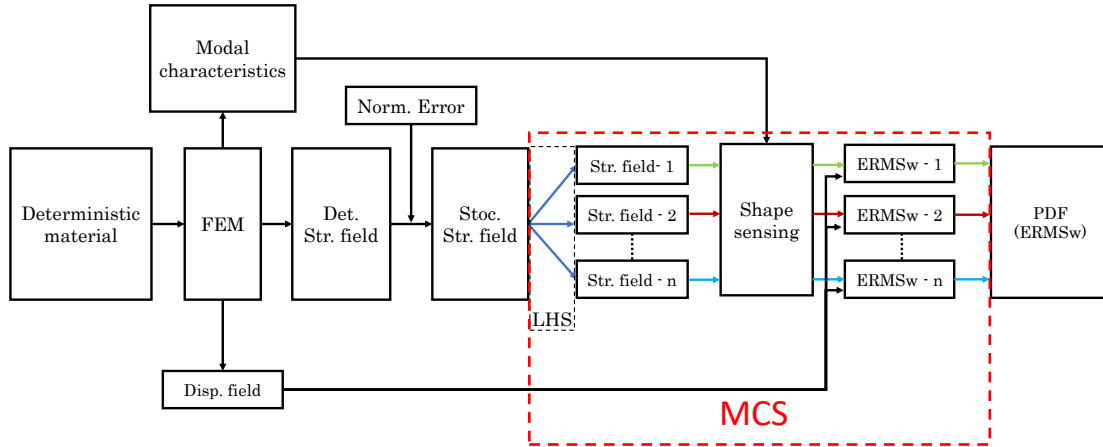 Modal
characteristics
Norm. Error
Deterministic
material
FEM
Det.
Str. field
Stoc.
Str. field
LHS
Str. field- 1
Str. field - 2
Str. field - n
Shape
sensing
ERMSw - 1
ERMSw - 2
ERMSw - n
PDF
(ERMSw)
Disp. field
MCS